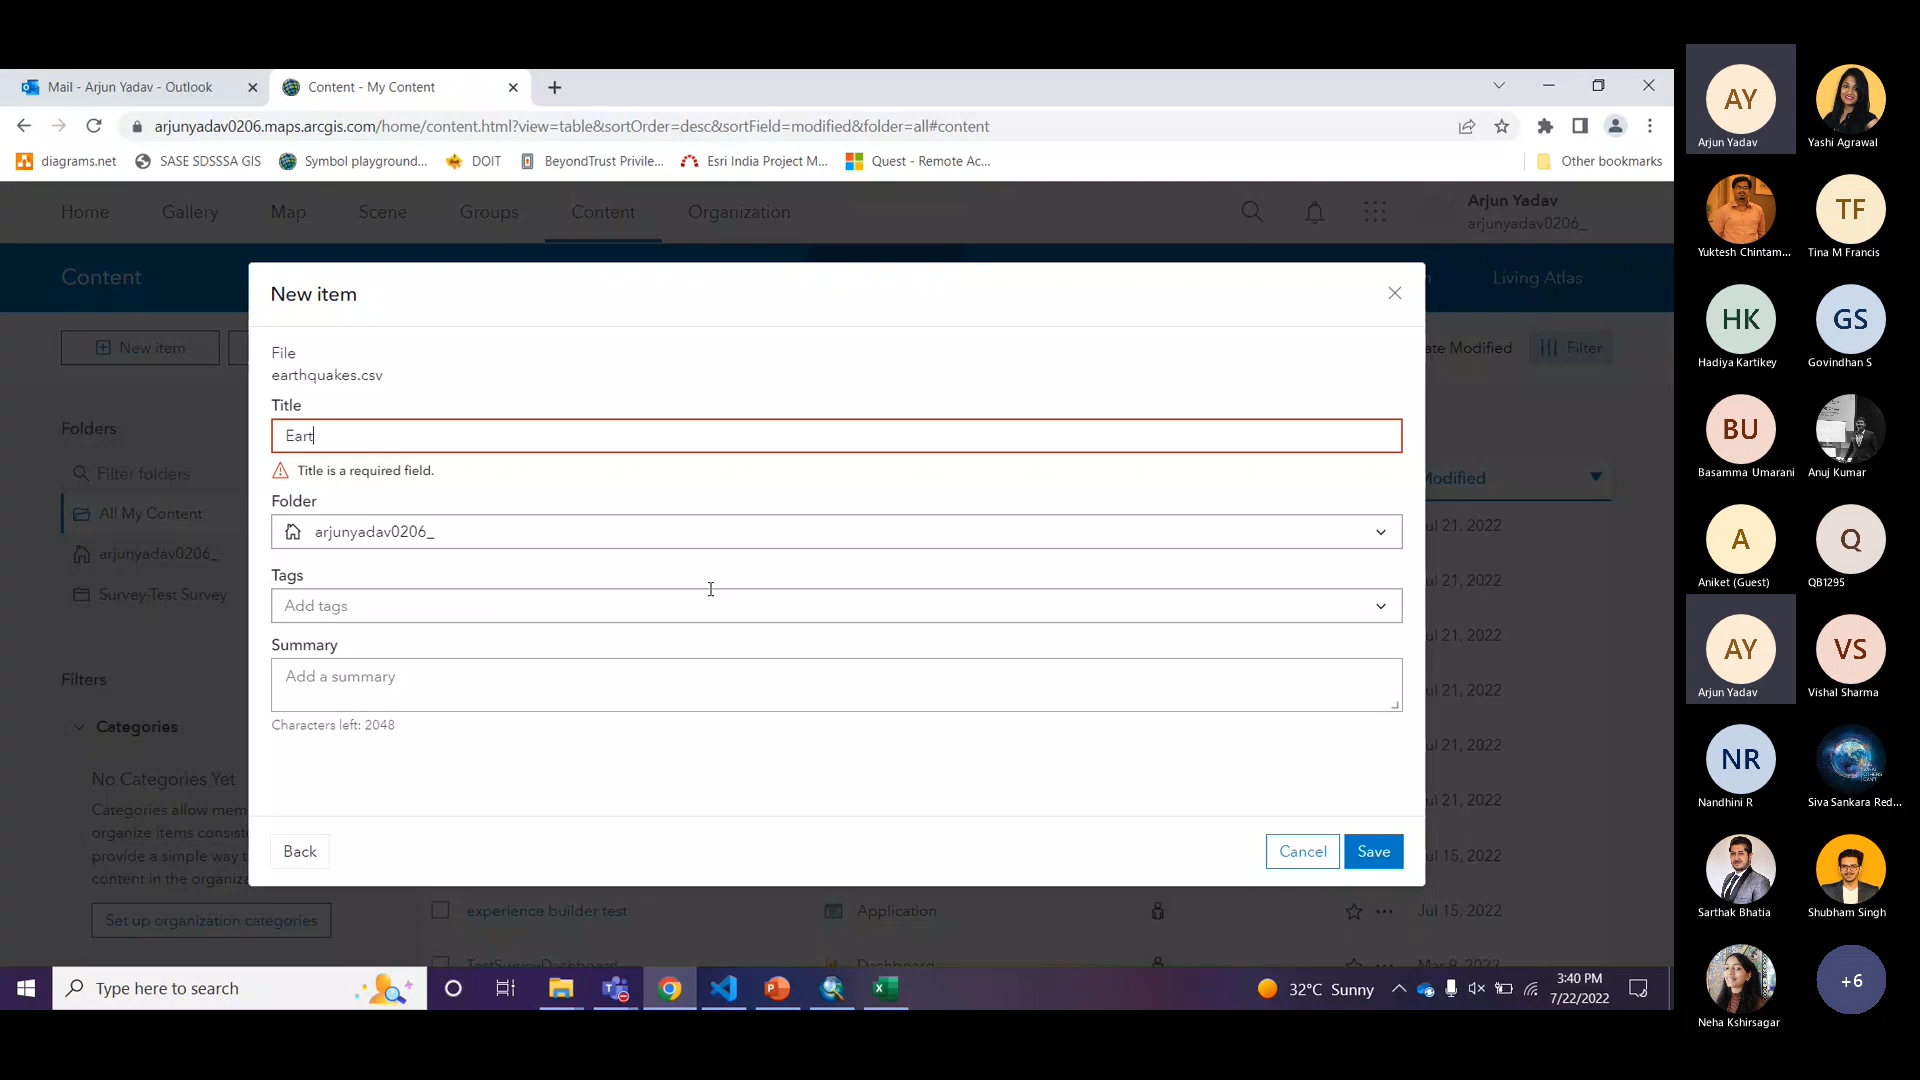 Mail - Arjun Yadav - Outlook
Content - My Content
arjunyadav0206.maps.arcgis.com/home/content.html?view=table&sortOrder=desc&sortField=modified&folder=all#content
diagrams.net
SASE SDSSSA GIS
Symbol playground...
DOIT
BeyondTrust Privile...
Esri India Project M...
Quest - Remote Ac...
Other bookmarks
Home
Gallery
Map
Scene
Groups
Content
Organization
Arjun Yadav
arjunyadav0206_
Content
Living Atlas
New item
ate Modified
Filter
Folders
Filter folders
All My Content
arjunyadav0206_
Survey-Test Survey
Filters
Categories
No Categories Yet
Categories allow mem
organize items consist
provide a simple way t
content in the organiza
Set up organization categories
New item
File
earthquakes.csv
Title
Eart
Title is a required field.
Folder
arjunyadav0206_
Tags
Add tags
Summary
Add a summary
Characters left: 2048
Back
Cancel
Save
Modified
ul 21, 2022
ul 21, 2022
ul 21, 2022
ul 21, 2022
ul 21, 2022
ul 21, 2022
ul 15, 2022
experience builder test
Application
Jul 15, 2022
TestSurveyDashboard
Dashboard
Mar 9, 2022
Type here to search
32°C Sunny
3:40 PM
7/22/2022
AY
Arjun Yadav
Yashi Agrawal
Yuktesh Chintam...
TF
Tina M Francis
HK
Hadiya Kartikey
GS
Govindhan S
BU
Basamma Umarani
Anuj Kumar
A
Aniket (Guest)
Q
QB1295
AY
Arjun Yadav
VS
Vishal Sharma
NR
Nandhini R
Siva Sankara Red...
Sarthak Bhatia
Shubham Singh
Neha Kshirsagar
+6